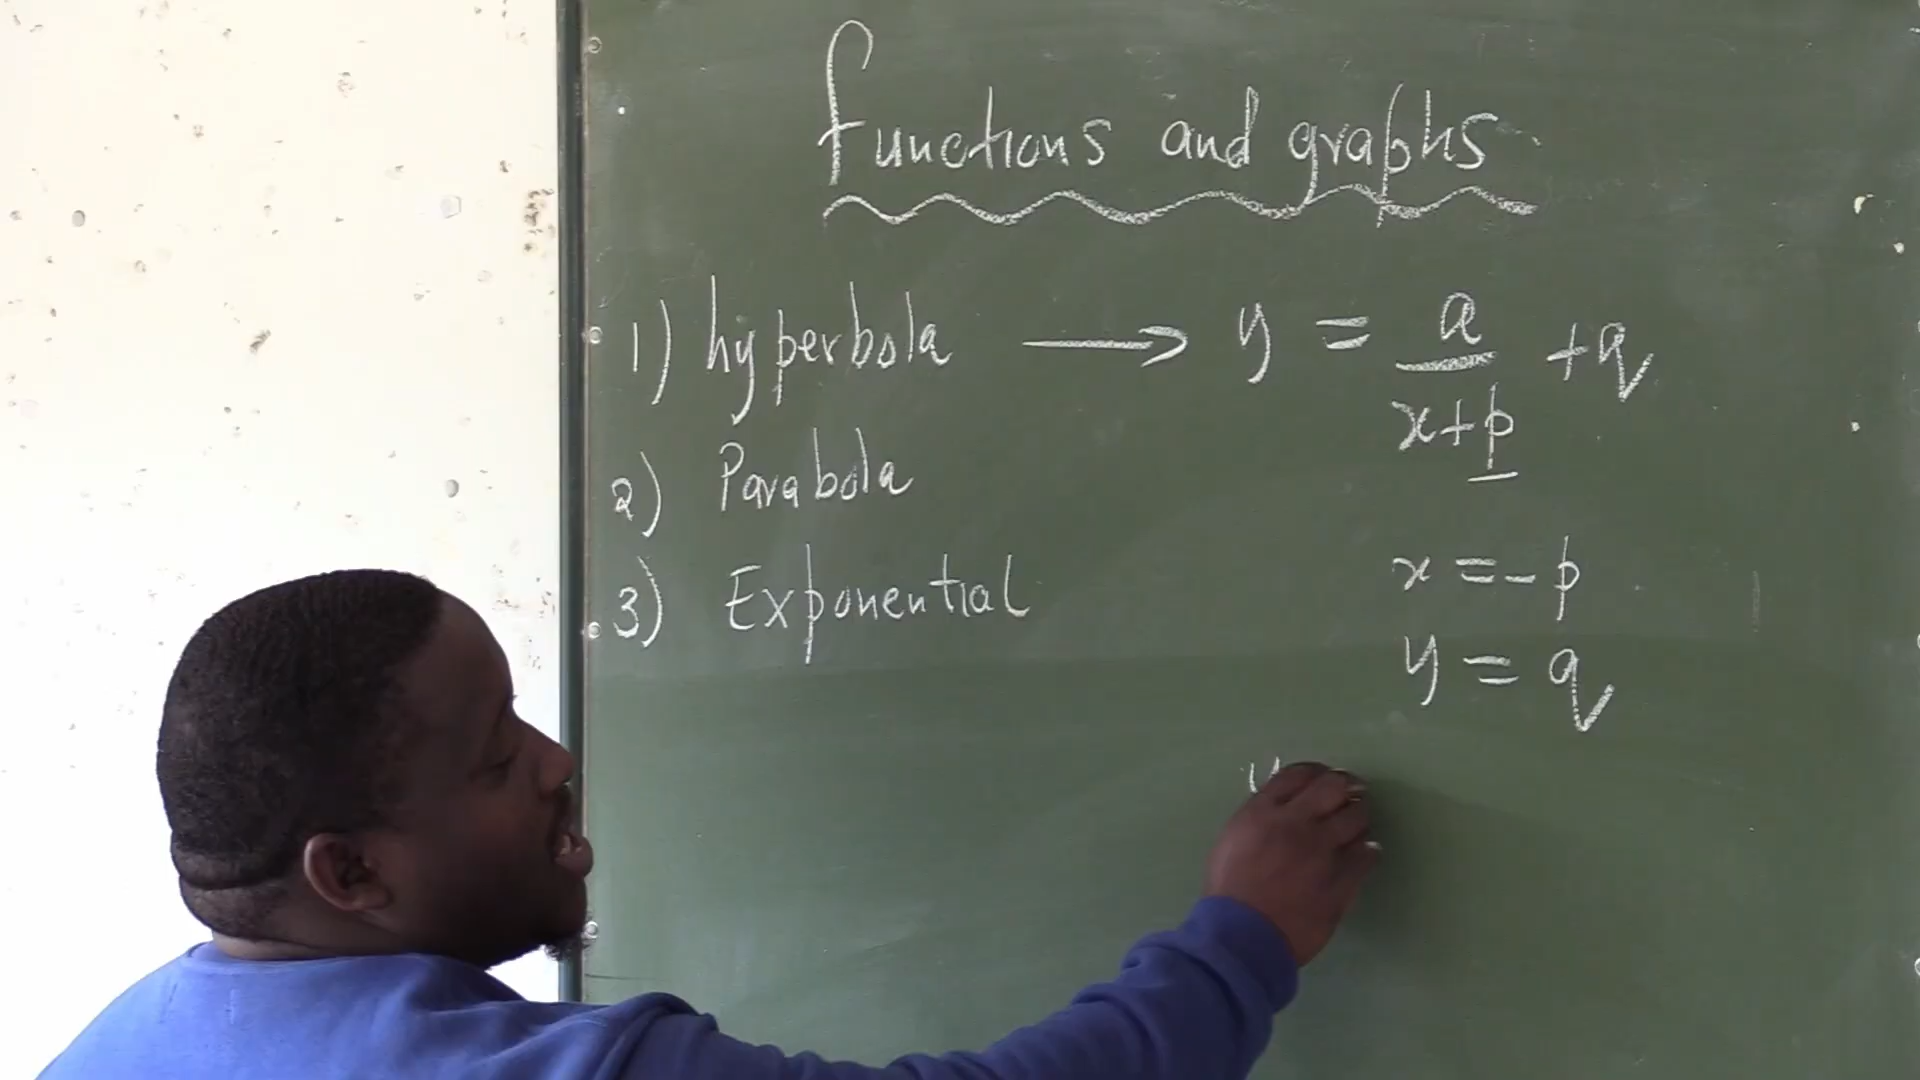 functions and graphs
1) hyperbola → y = a/x+p +q
2) Parabola
3) Exponential
x = -p
y = q
y